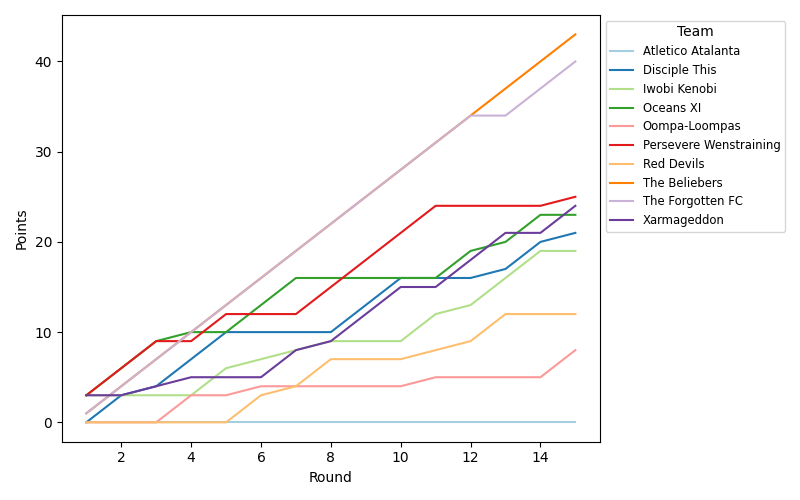 Team
Atletico Atalanta
Disciple This
Iwobi Kenobi
Oceans XI
Oompa-Loompas
Persevere Wenstraining
Red Devils
The Beliebers
The Forgotten FC
Xarmageddon
40
30
20
10
0
Points
2 4 6 8 10 12 14
Round